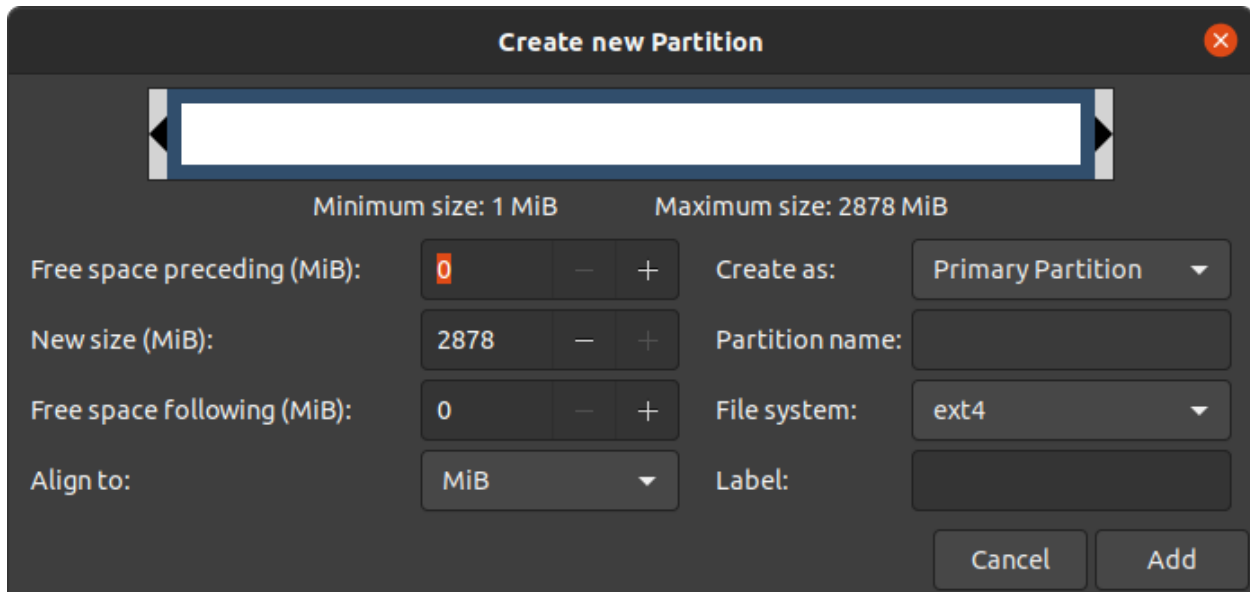 Create new Partition
Minimum size: 1 MiB Maximum size: 2878 MiB
Free space preceding (MiB): 0 − + Create as: Primary Partition
New size (MiB): 2878 − + Partition name:
Free space following (MiB): 0 − + File system: ext4
Align to: MiB Label:
Cancel Add